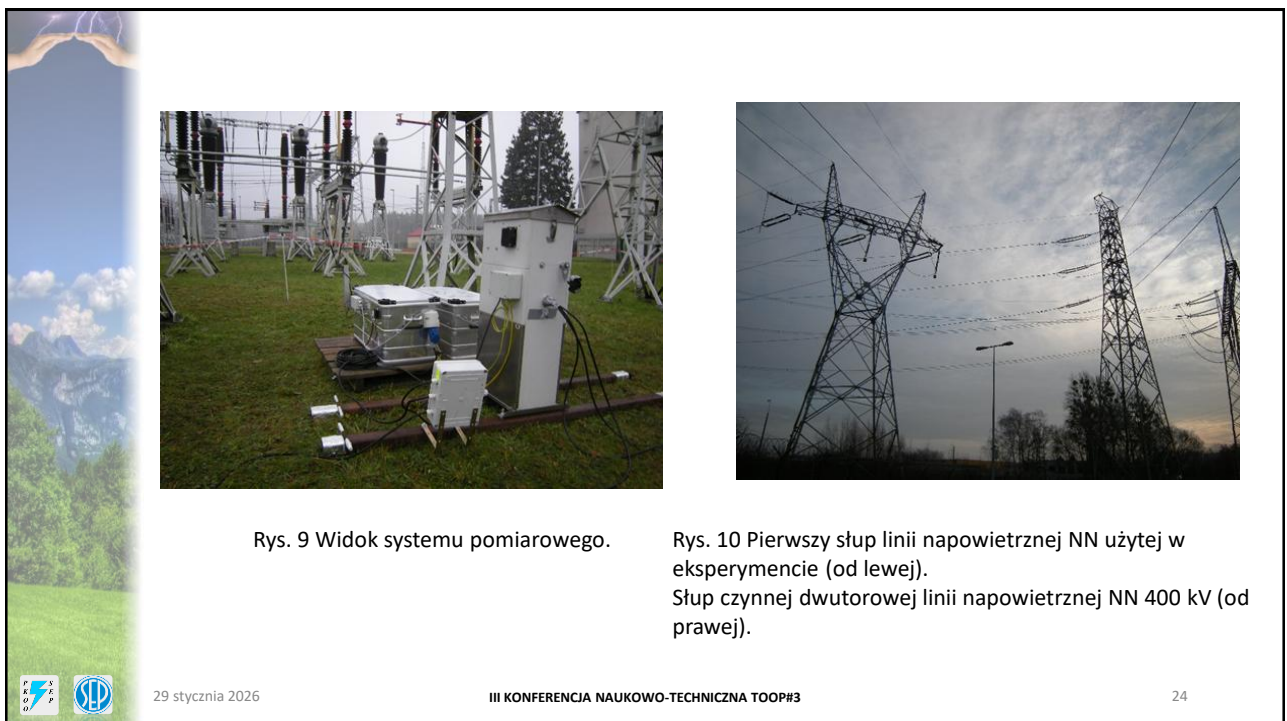 Rys. 9 Widok systemu pomiarowego.
Rys. 10 Pierwszy słup linii napowietrznej NN użytej w
eksperymencie (od lewej).
Słup czynnej dwutorowej linii napowietrznej NN 400 kV (od
prawej).
P K O O
S E P
SEP
29 stycznia 2026
III KONFERENCJA NAUKOWO-TECHNICZNA TOOP#3
24